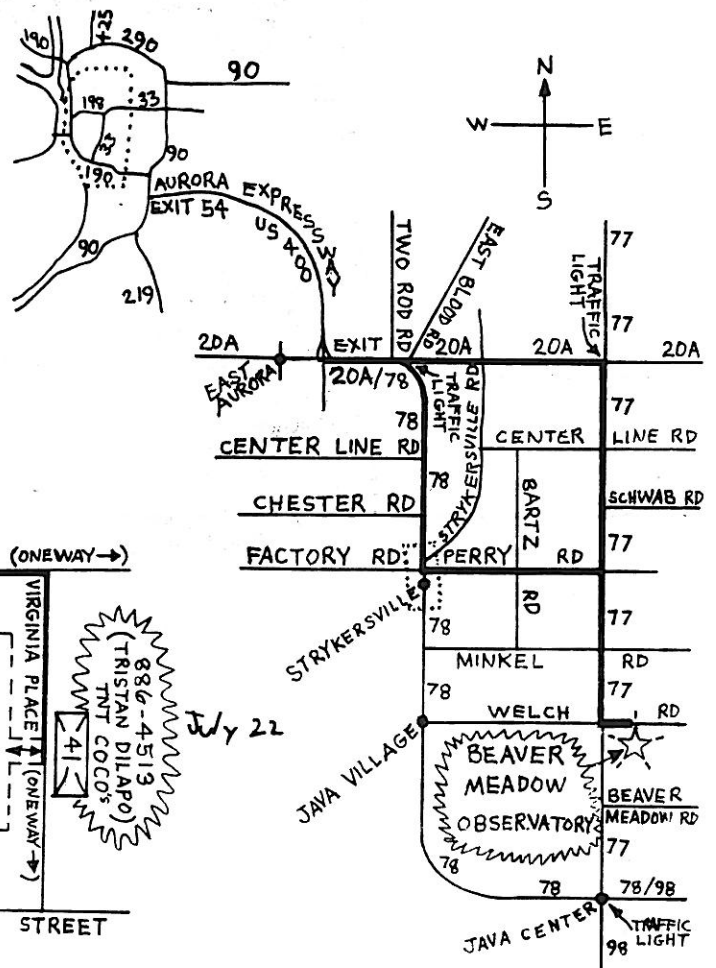 190
425
290
90
198
33
33
90
190
90
219
AURORA EXPRESSWAY
EXIT 54
US 400
N
W E
S
77
TRAFFIC LIGHT
77
TWO ROD RD
EAST BLOOD RD
20A
EXIT
20A
20A
20A
EAST AURORA
20A/78
TRAFFIC LIGHT
STRYKERSVILLE RD
78
77
CENTER LINE RD
CENTER LINE RD
78
BARTZ RD
SCHWAB RD
CHESTER RD
77
FACTORY RD
PERRY RD
STRYKERSVILLE
78
77
MINKEL RD
78
77
WELCH RD
JAVA VILLAGE
BEAVER
MEADOW
OBSERVATORY
BEAVER
MEADOW RD
77
78
78
78/98
JAVA CENTER
TRAFFIC LIGHT
98
(ONEWAY→)
VIRGINIA PLACE
(ONEWAY→)
886-4513
(TRISTAN DILAPO)
TNT COCO'S
41
July 22
STREET